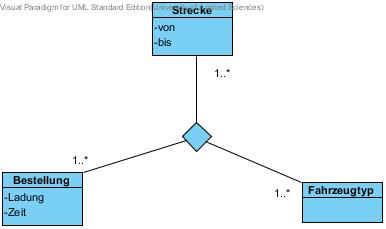 Visual Paradigm for UML Standard Edition(University of Applied Sciences)
Strecke
-von
-bis
1..*
1..*
Bestellung
-Ladung
-Zeit
1..*
Fahrzeugtyp